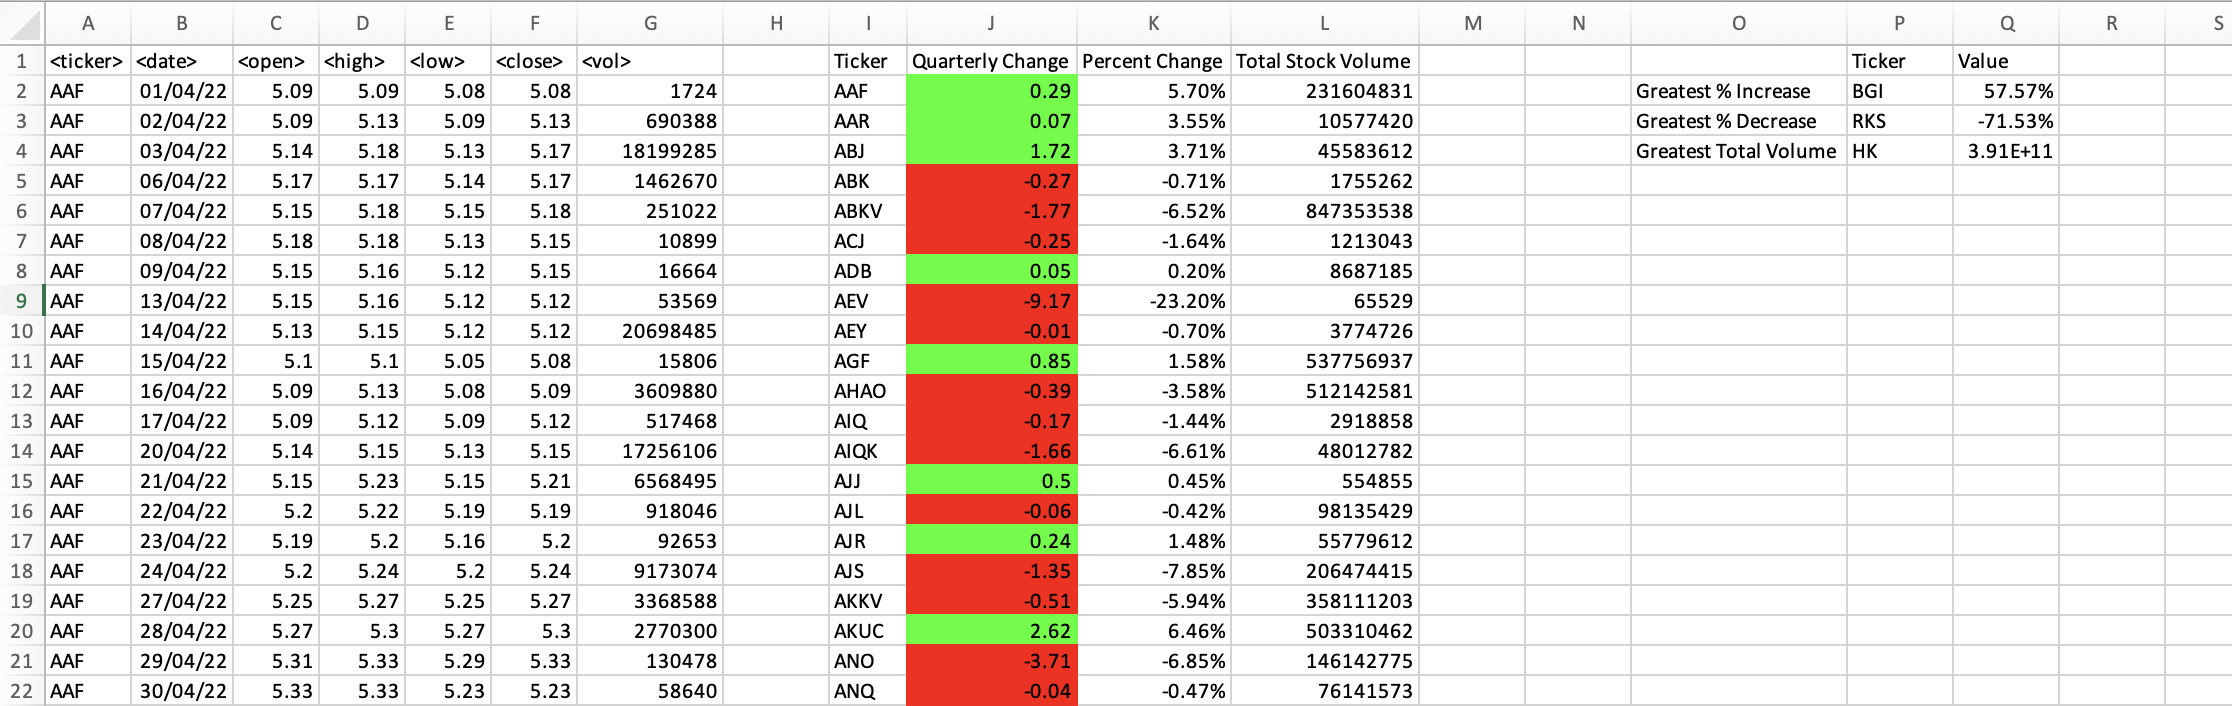 A B C D E F G H I J K L M N O P Q R S
1 <ticker> <date> <open> <high> <low> <close> <vol> Ticker Quarterly Change Percent Change Total Stock Volume Ticker Value
2 AAF 01/04/22 5.09 5.09 5.08 5.08 1724 AAF 0.29 5.70% 231604831 Greatest % Increase BGI 57.57%
3 AAF 02/04/22 5.09 5.13 5.09 5.13 690388 AAR 0.07 3.55% 10577420 Greatest % Decrease RKS -71.53%
4 AAF 03/04/22 5.14 5.18 5.13 5.17 18199285 ABJ 1.72 3.71% 45583612 Greatest Total Volume HK 3.91E+11
5 AAF 06/04/22 5.17 5.17 5.14 5.17 1462670 ABK -0.27 -0.71% 1755262
6 AAF 07/04/22 5.15 5.18 5.15 5.18 251022 ABKV -1.77 -6.52% 847353538
7 AAF 08/04/22 5.18 5.18 5.13 5.15 10899 ACJ -0.25 -1.64% 1213043
8 AAF 09/04/22 5.15 5.16 5.12 5.15 16664 ADB 0.05 0.20% 8687185
9 AAF 13/04/22 5.15 5.16 5.12 5.12 53569 AEV -9.17 -23.20% 65529
10 AAF 14/04/22 5.13 5.15 5.12 5.12 20698485 AEY -0.01 -0.70% 3774726
11 AAF 15/04/22 5.1 5.1 5.05 5.08 15806 AGF 0.85 1.58% 537756937
12 AAF 16/04/22 5.09 5.13 5.08 5.09 3609880 AHAO -0.39 -3.58% 512142581
13 AAF 17/04/22 5.09 5.12 5.09 5.12 517468 AIQ -0.17 -1.44% 2918858
14 AAF 20/04/22 5.14 5.15 5.13 5.15 17256106 AIQK -1.66 -6.61% 48012782
15 AAF 21/04/22 5.15 5.23 5.15 5.21 6568495 AJJ 0.5 0.45% 554855
16 AAF 22/04/22 5.2 5.22 5.19 5.19 918046 AJL -0.06 -0.42% 98135429
17 AAF 23/04/22 5.19 5.2 5.16 5.2 92653 AJR 0.24 1.48% 55779612
18 AAF 24/04/22 5.2 5.24 5.2 5.24 9173074 AJS -1.35 -7.85% 206474415
19 AAF 27/04/22 5.25 5.27 5.25 5.27 3368588 AKKV -0.51 -5.94% 358111203
20 AAF 28/04/22 5.27 5.3 5.27 5.3 2770300 AKUC 2.62 6.46% 503310462
21 AAF 29/04/22 5.31 5.33 5.29 5.33 130478 ANO -3.71 -6.85% 146142775
22 AAF 30/04/22 5.33 5.33 5.23 5.23 58640 ANQ -0.04 -0.47% 76141573